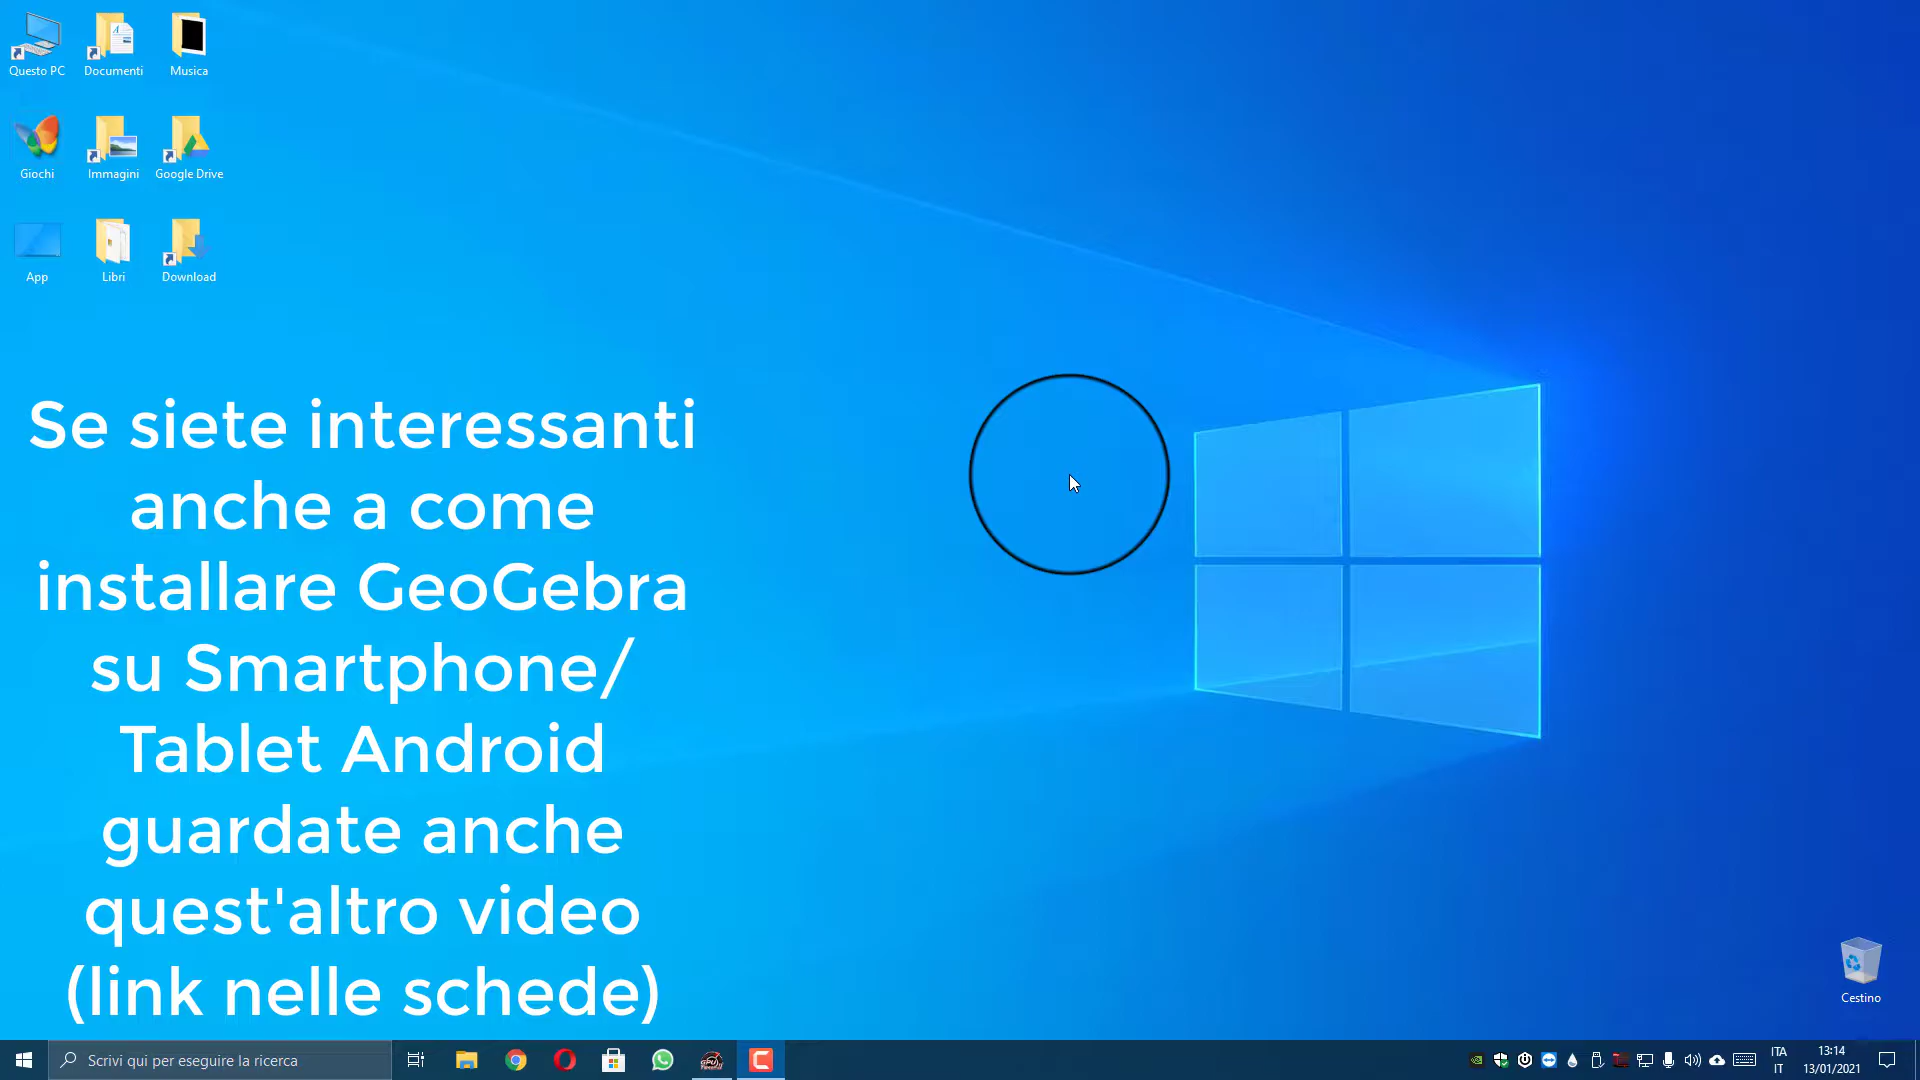 Questo PC
Documenti
Musica
Giochi
Immagini
Google Drive
App
Libri
Download
Se siete interessanti
anche a come
installare GeoGebra
su Smartphone/
Tablet Android
guardate anche
quest'altro video
(link nelle schede)
Cestino
Scrivi qui per eseguire la ricerca
ITA
IT
13:14
13/01/2021